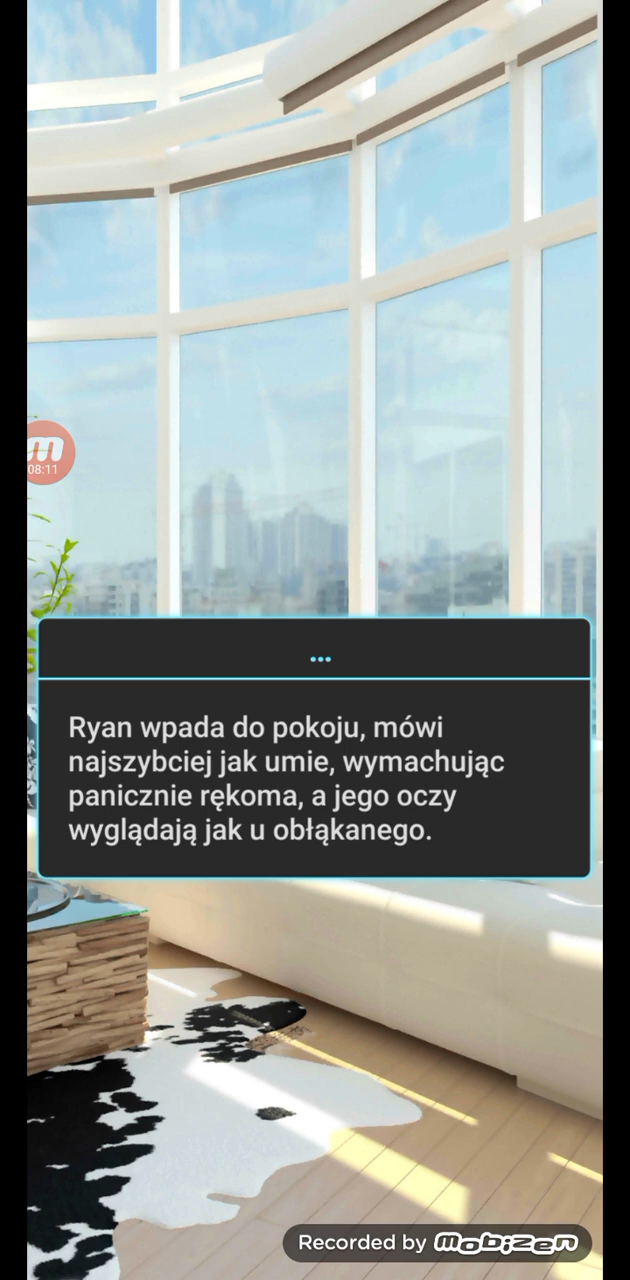 m
08:11
...
Ryan wpada do pokoju, mówi
najszybciej jak umie, wymachując
panicznie rękoma, a jego oczy
wyglądają jak u obłąkanego.
Recorded by mobizen